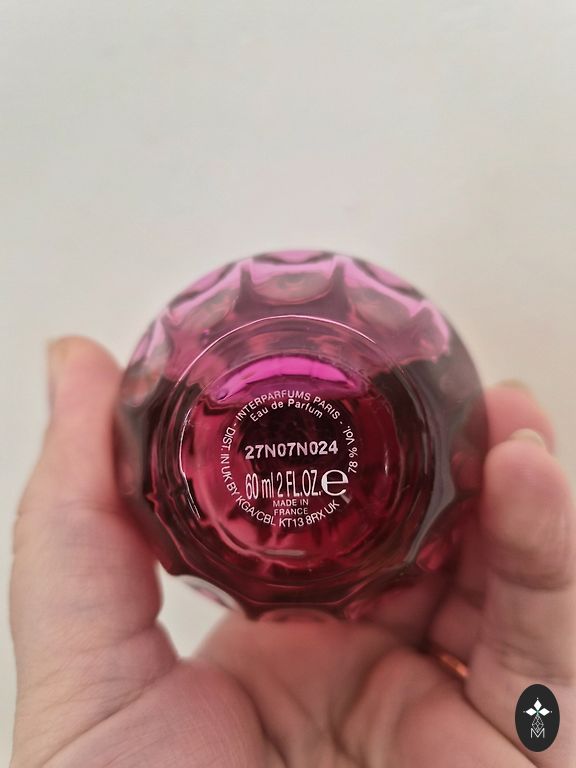 - INTERPARFUMS PARIS -
Eau de Parfum
78 % Vol.
27N07N024
60 ml 2 FL.OZ. e
MADE IN
FRANCE
DIST. IN UK BY KGA/CBL KT13 8RX UK
M